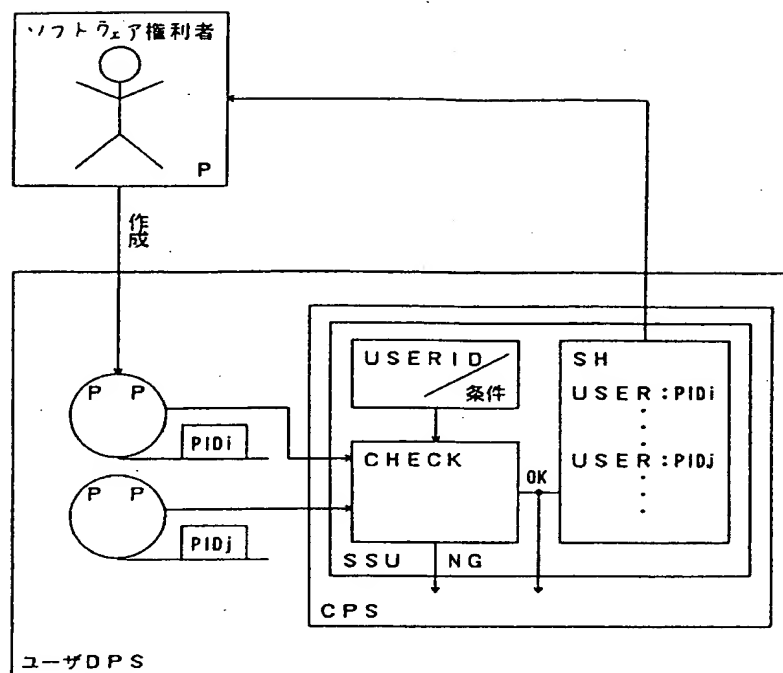 ソフトウェア権利者
P
作成
USERID
条件
SH
USER:PIDi
USER:PIDj
P P
PIDi
CHECK
OK
P P
PIDj
SSU
NG
CPS
ユーザDPS